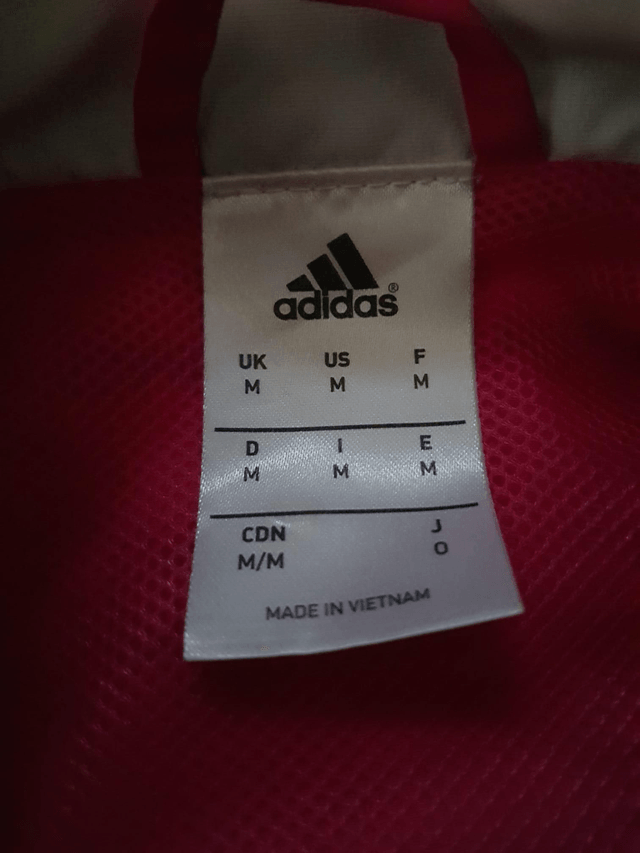 adidas®
UK US F
M M M
D I E
M M M
CDN J
M/M O
MADE IN VIETNAM